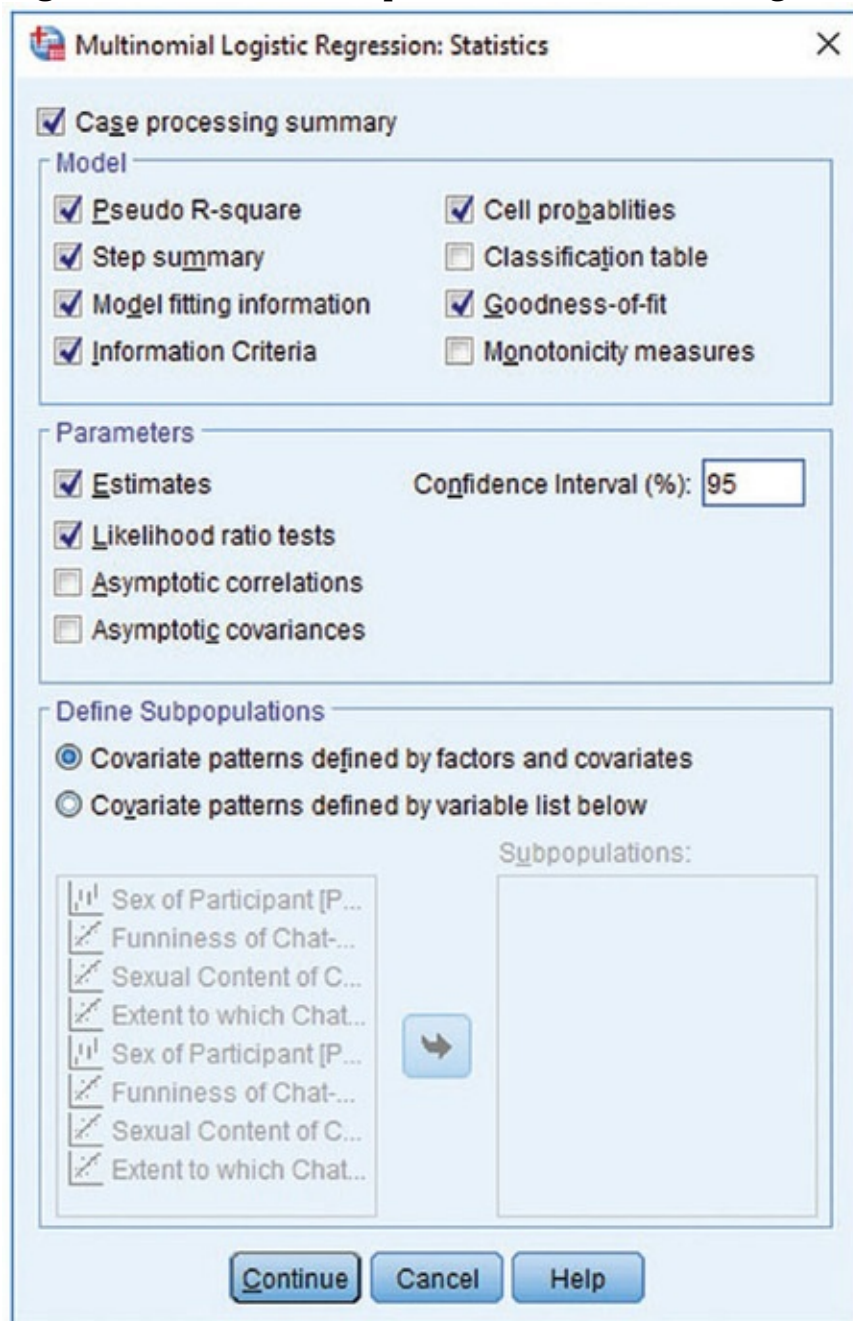 Multinomial Logistic Regression: Statistics
Case processing summary
Model
Pseudo R-square
Cell probablities
Step summary
Classification table
Model fitting information
Goodness-of-fit
Information Criteria
Monotonicity measures
Parameters
Estimates
Confidence Interval (%): 95
Likelihood ratio tests
Asymptotic correlations
Asymptotic covariances
Define Subpopulations
Covariate patterns defined by factors and covariates
Covariate patterns defined by variable list below
Subpopulations:
Sex of Participant [P...
Funniness of Chat-...
Sexual Content of C...
Extent to which Chat...
Sex of Participant [P...
Funniness of Chat-...
Sexual Content of C...
Extent to which Chat...
Continue Cancel Help